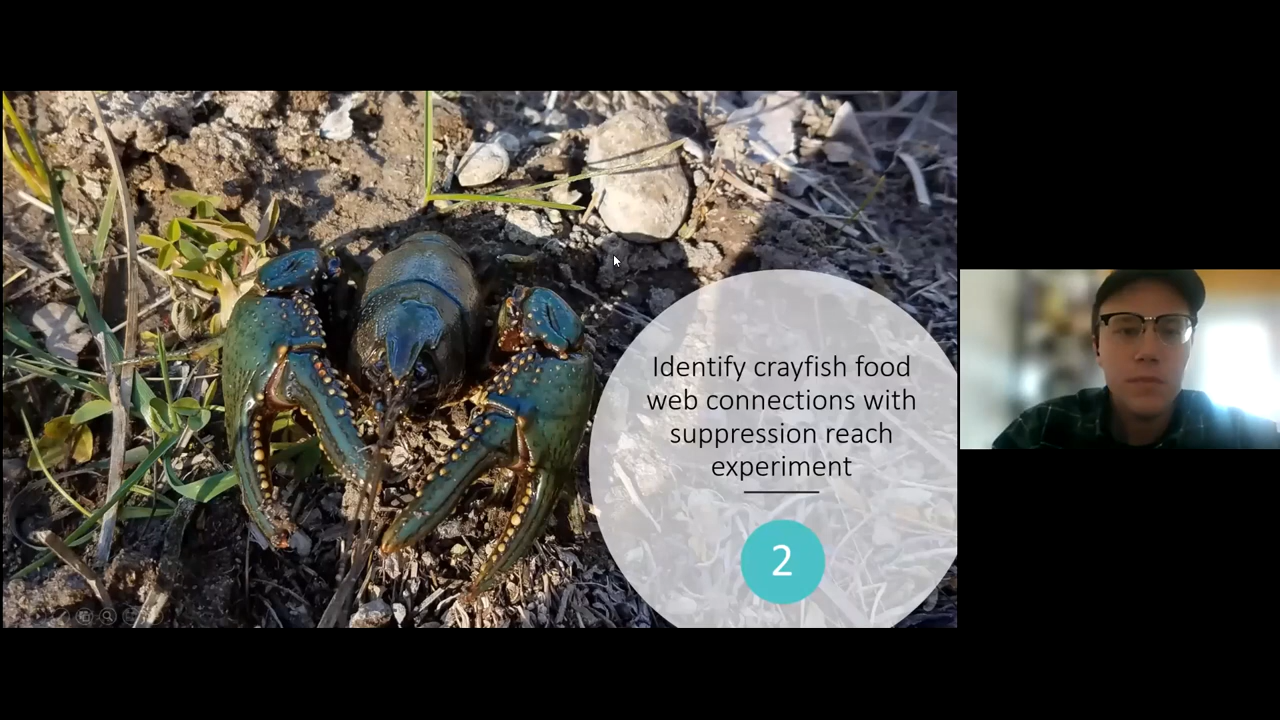 Identify crayfish food
web connections with
suppression reach
experiment
2